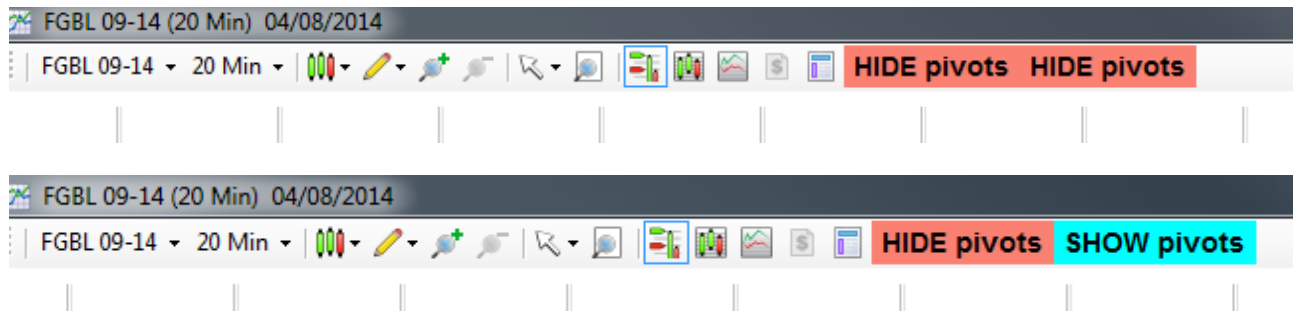 FGBL 09-14 (20 Min) 04/08/2014
FGBL 09-14 20 Min $ HIDE pivots HIDE pivots
FGBL 09-14 (20 Min) 04/08/2014
FGBL 09-14 20 Min $ HIDE pivots SHOW pivots